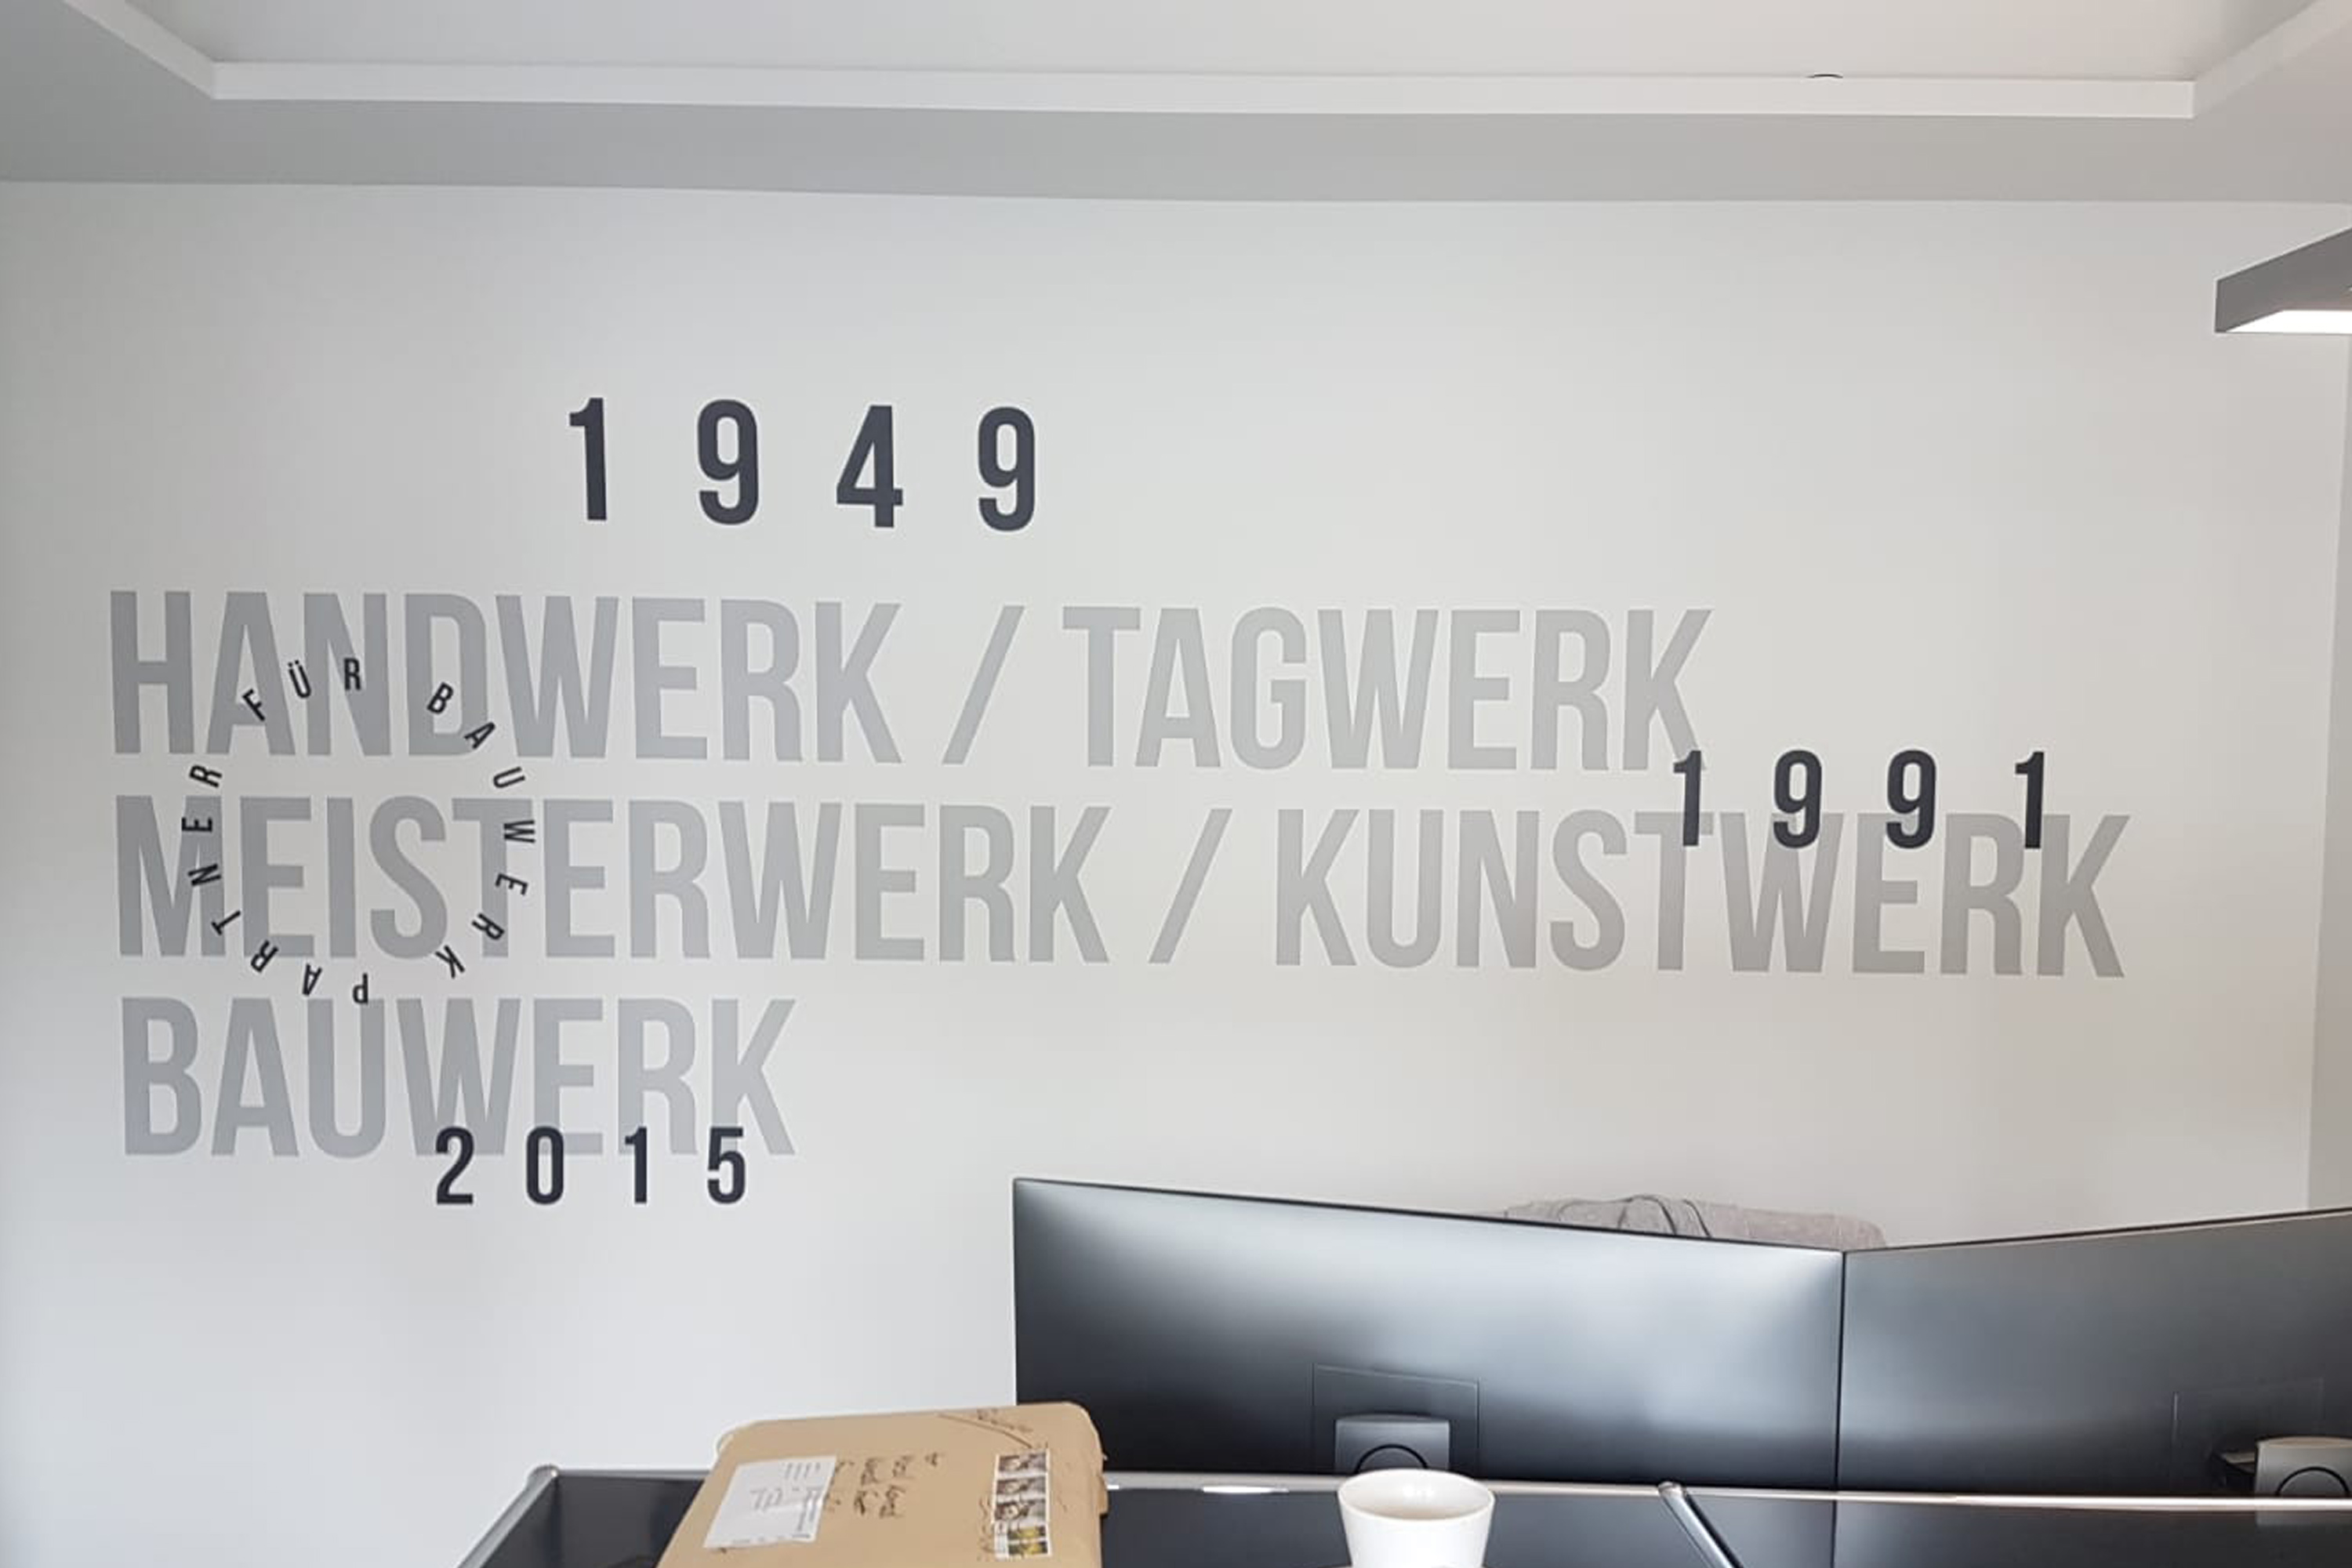 1949
HANDWERK / TAGWERK
PARTNER FÜR BAUWERK
1991
MEISTERWERK / KUNSTWERK
BAUWERK
2015